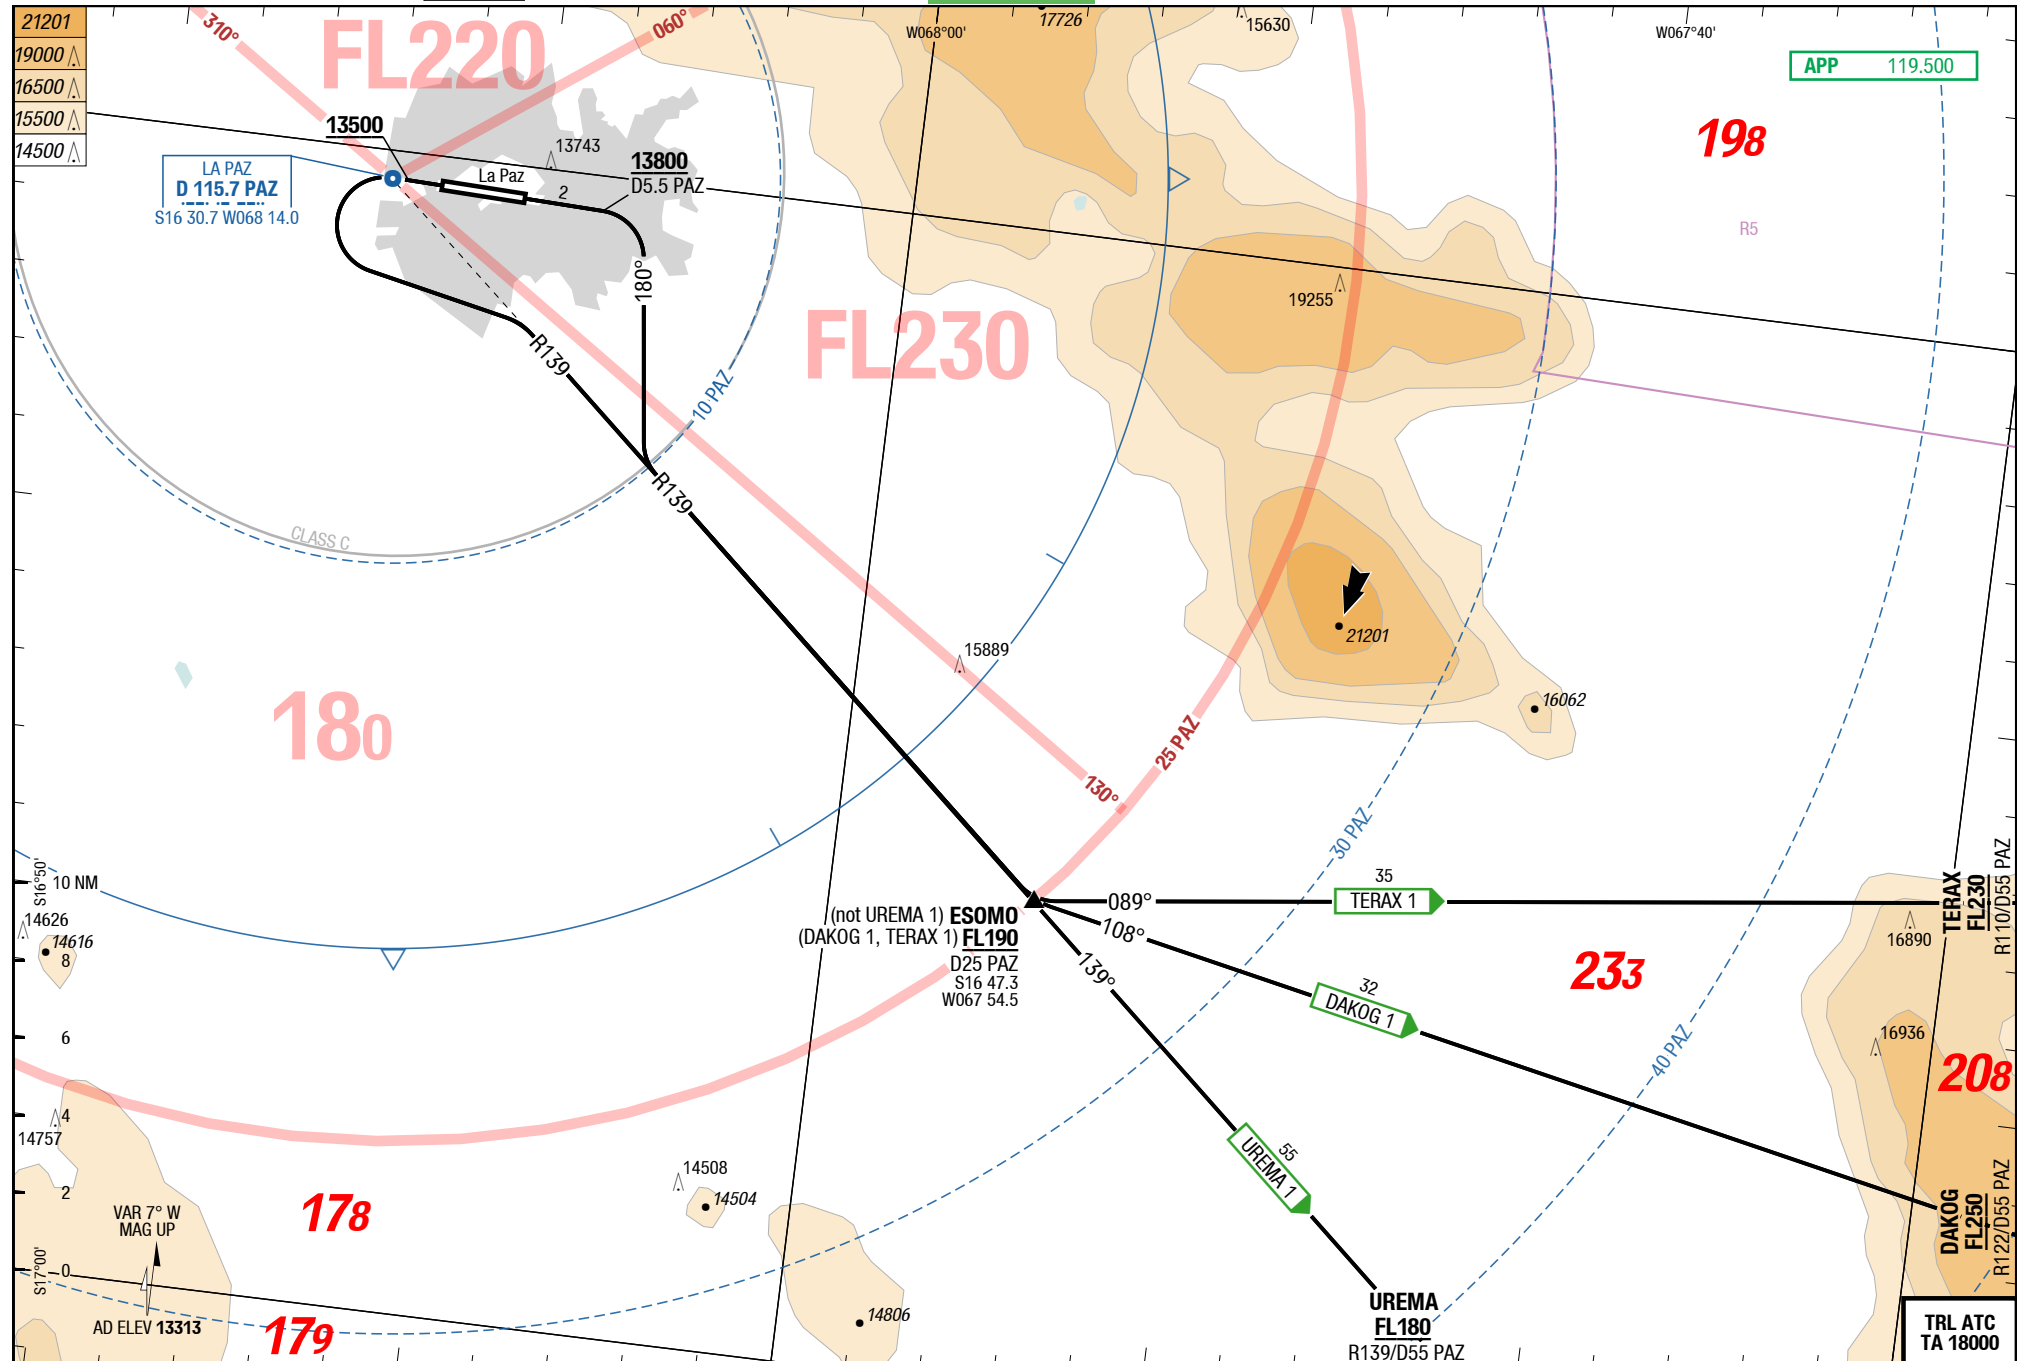 21201
19000
16500
15500
14500
310°
FL220
060°
17726
15630
W068°00'
W067°40'
APP 119.500
198
R5
13500
13743
13800
D5.5 PAZ
La Paz
2
LA PAZ
D 115.7 PAZ
S16 30.7 W068 14.0
180°
R139
10 PAZ
R139
CLASS C
FL230
19255
21201
16062
15889
180
130°
25 PAZ
30 PAZ
40 PAZ
S16°50'
10 NM
8
6
4
2
0
14626
14616
14757
(not UREMA 1) ESOMO
(DAKOG 1, TERAX 1) FL190
D25 PAZ
S16 47.3
W067 54.5
089°
35
TERAX 1
108°
32
DAKOG 1
139°
55
UREMA 1
233
TERAX
FL230
R110/D55 PAZ
16890
16936
208
DAKOG
FL250
R122/D55 PAZ
14508
14504
14806
178
VAR 7° W
MAG UP
S17°00'
AD ELEV 13313
179
UREMA
FL180
R139/D55 PAZ
TRL ATC
TA 18000